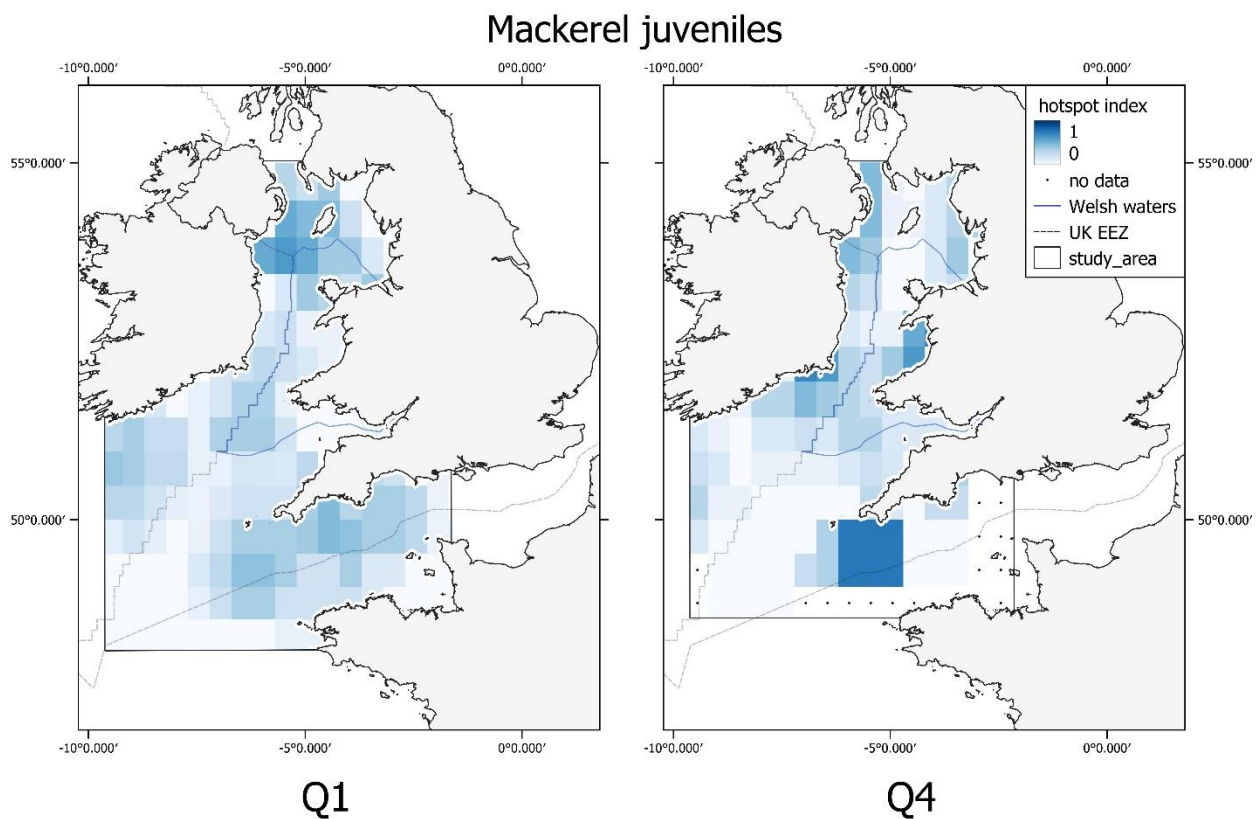 Mackerel juveniles
-10°0.000' -5°0.000' 0°0.000' -10°0.000' -5°0.000' 0°0.000'
hotspot index
1
0
no data
Welsh waters
UK EEZ
study_area
55°0.000' 55°0.000'
50°0.000' 50°0.000'
-10°0.000' -5°0.000' 0°0.000' -10°0.000' -5°0.000' 0°0.000'
Q1 Q4